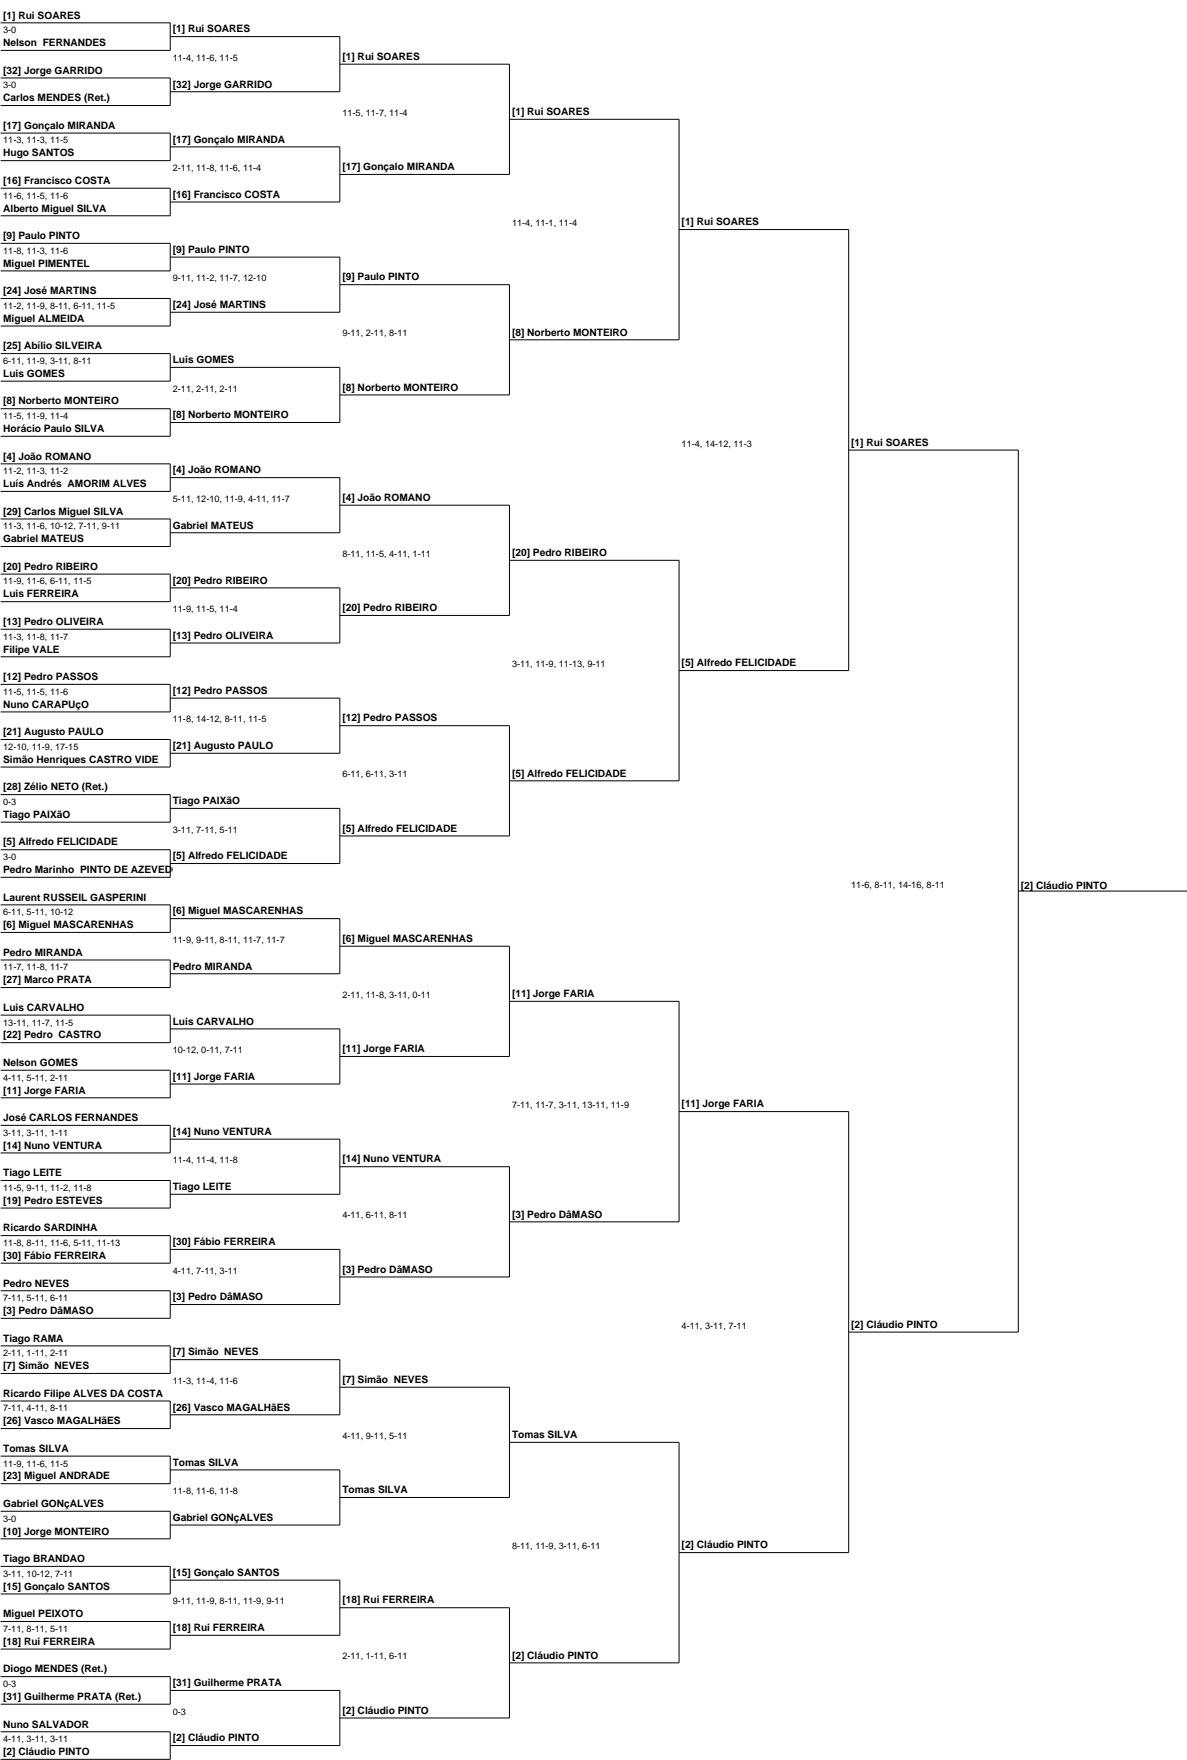 [1] Rui SOARES
3-0
Nelson  FERNANDES
[32] Jorge GARRIDO
3-0
Carlos MENDES (Ret.)
[17] Gonçalo MIRANDA
11-3, 11-3, 11-5
Hugo SANTOS
[16] Francisco COSTA
11-6, 11-5, 11-6
Alberto Miguel SILVA
[9] Paulo PINTO
11-8, 11-3, 11-6
Miguel PIMENTEL
[24] José MARTINS
11-2, 11-9, 8-11, 6-11, 11-5
Miguel ALMEIDA
[25] Abílio SILVEIRA
6-11, 11-9, 3-11, 8-11
Luis GOMES
[8] Norberto MONTEIRO
11-5, 11-9, 11-4
Horácio Paulo SILVA
[4] João ROMANO
11-2, 11-3, 11-2
Luís Andrés  AMORIM ALVES
[29] Carlos Miguel SILVA
11-3, 11-6, 10-12, 7-11, 9-11
Gabriel MATEUS
[20] Pedro RIBEIRO
11-9, 11-6, 6-11, 11-5
Luis FERREIRA
[13] Pedro OLIVEIRA
11-3, 11-8, 11-7
Filipe VALE
[12] Pedro PASSOS
11-5, 11-5, 11-6
Nuno CARAPUçO
[21] Augusto PAULO
12-10, 11-9, 17-15
Simão Henriques CASTRO VIDE
[28] Zélio NETO (Ret.)
0-3
Tiago PAIXãO
[5] Alfredo FELICIDADE
3-0
Pedro Marinho  PINTO DE AZEVED
Laurent RUSSEIL GASPERINI
6-11, 5-11, 10-12
[6] Miguel MASCARENHAS
Pedro MIRANDA
11-7, 11-8, 11-7
[27] Marco PRATA
Luis CARVALHO
13-11, 11-7, 11-5
[22] Pedro  CASTRO
Nelson GOMES
4-11, 5-11, 2-11
[11] Jorge FARIA
José CARLOS FERNANDES
3-11, 3-11, 1-11
[14] Nuno VENTURA
Tiago LEITE
11-5, 9-11, 11-2, 11-8
[19] Pedro ESTEVES
Ricardo SARDINHA
11-8, 8-11, 11-6, 5-11, 11-13
[30] Fábio FERREIRA
Pedro NEVES
7-11, 5-11, 6-11
[3] Pedro DâMASO
Tiago RAMA
2-11, 1-11, 2-11
[7] Simão  NEVES
Ricardo Filipe ALVES DA COSTA
7-11, 4-11, 8-11
[26] Vasco MAGALHãES
Tomas SILVA
11-9, 11-6, 11-5
[23] Miguel ANDRADE
Gabriel GONçALVES
3-0
[10] Jorge MONTEIRO
Tiago BRANDAO
3-11, 10-12, 7-11
[15] Gonçalo SANTOS
Miguel PEIXOTO
7-11, 8-11, 5-11
[18] Rui FERREIRA
Diogo MENDES (Ret.)
0-3
[31] Guilherme PRATA (Ret.)
Nuno SALVADOR
4-11, 3-11, 3-11
[2] Cláudio PINTO
[1] Rui SOARES
11-4, 11-6, 11-5
[32] Jorge GARRIDO
[17] Gonçalo MIRANDA
2-11, 11-8, 11-6, 11-4
[16] Francisco COSTA
[9] Paulo PINTO
9-11, 11-2, 11-7, 12-10
[24] José MARTINS
Luis GOMES
2-11, 2-11, 2-11
[8] Norberto MONTEIRO
[4] João ROMANO
5-11, 12-10, 11-9, 4-11, 11-7
Gabriel MATEUS
[20] Pedro RIBEIRO
11-9, 11-5, 11-4
[13] Pedro OLIVEIRA
[12] Pedro PASSOS
11-8, 14-12, 8-11, 11-5
[21] Augusto PAULO
Tiago PAIXãO
3-11, 7-11, 5-11
[5] Alfredo FELICIDADE
[6] Miguel MASCARENHAS
11-9, 9-11, 8-11, 11-7, 11-7
Pedro MIRANDA
Luis CARVALHO
10-12, 0-11, 7-11
[11] Jorge FARIA
[14] Nuno VENTURA
11-4, 11-4, 11-8
Tiago LEITE
[30] Fábio FERREIRA
4-11, 7-11, 3-11
[3] Pedro DâMASO
[7] Simão  NEVES
11-3, 11-4, 11-6
[26] Vasco MAGALHãES
Tomas SILVA
11-8, 11-6, 11-8
Gabriel GONçALVES
[15] Gonçalo SANTOS
9-11, 11-9, 8-11, 11-9, 9-11
[18] Rui FERREIRA
[31] Guilherme PRATA
0-3
[2] Cláudio PINTO
[1] Rui SOARES
11-5, 11-7, 11-4
[17] Gonçalo MIRANDA
[9] Paulo PINTO
9-11, 2-11, 8-11
[8] Norberto MONTEIRO
[4] João ROMANO
8-11, 11-5, 4-11, 1-11
[20] Pedro RIBEIRO
[12] Pedro PASSOS
6-11, 6-11, 3-11
[5] Alfredo FELICIDADE
[6] Miguel MASCARENHAS
2-11, 11-8, 3-11, 0-11
[11] Jorge FARIA
[14] Nuno VENTURA
4-11, 6-11, 8-11
[3] Pedro DâMASO
[7] Simão  NEVES
4-11, 9-11, 5-11
Tomas SILVA
[18] Rui FERREIRA
2-11, 1-11, 6-11
[2] Cláudio PINTO
[1] Rui SOARES
11-4, 11-1, 11-4
[8] Norberto MONTEIRO
[20] Pedro RIBEIRO
3-11, 11-9, 11-13, 9-11
[5] Alfredo FELICIDADE
[11] Jorge FARIA
7-11, 11-7, 3-11, 13-11, 11-9
[3] Pedro DâMASO
Tomas SILVA
8-11, 11-9, 3-11, 6-11
[2] Cláudio PINTO
[1] Rui SOARES
11-4, 14-12, 11-3
[5] Alfredo FELICIDADE
[11] Jorge FARIA
4-11, 3-11, 7-11
[2] Cláudio PINTO
[1] Rui SOARES
11-6, 8-11, 14-16, 8-11
[2] Cláudio PINTO
[2] Cláudio PINTO